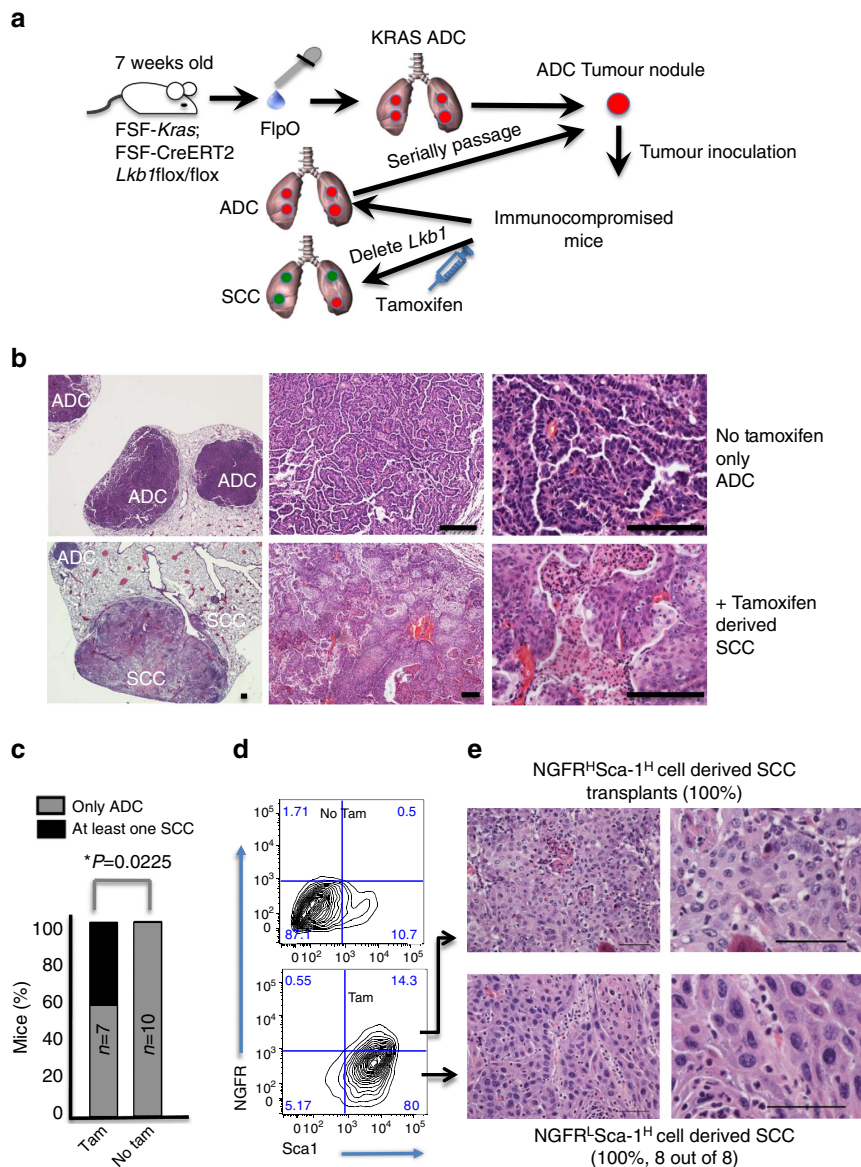 a
7 weeks old
FSF-Kras;
FSF-CreERT2
Lkb1flox/flox
FlpO
KRAS ADC
ADC Tumour nodule
Serially passage
Tumour inoculation
ADC
Immunocompromised
mice
Delete Lkb1
SCC
Tamoxifen
b
ADC
ADC
ADC
No tamoxifen
only
ADC
ADC
SCC
SCC
+ Tamoxifen
derived
SCC
c
Only ADC
At least one SCC
*P=0.0225
Mice (%)
100
80
60
40
20
0
n=7
n=10
Tam
No tam
d
1.71
No Tam
0.5
10⁵
10⁴
10³
10²
0
87.1
10.7
0 10² 10³ 10⁴ 10⁵
0.55
14.3
Tam
10⁵
10⁴
10³
10²
0
5.17
80
0 10² 10³ 10⁴ 10⁵
NGFR
Sca1
e
NGFRᴴSca-1ᴴ cell derived SCC
transplants (100%)
NGFRᴸSca-1ᴴ cell derived SCC
(100%, 8 out of 8)